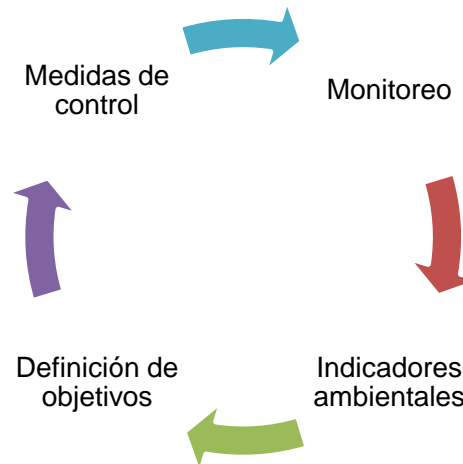 Medidas de
control
Monitoreo
Indicadores
ambientales
Definición de
objetivos